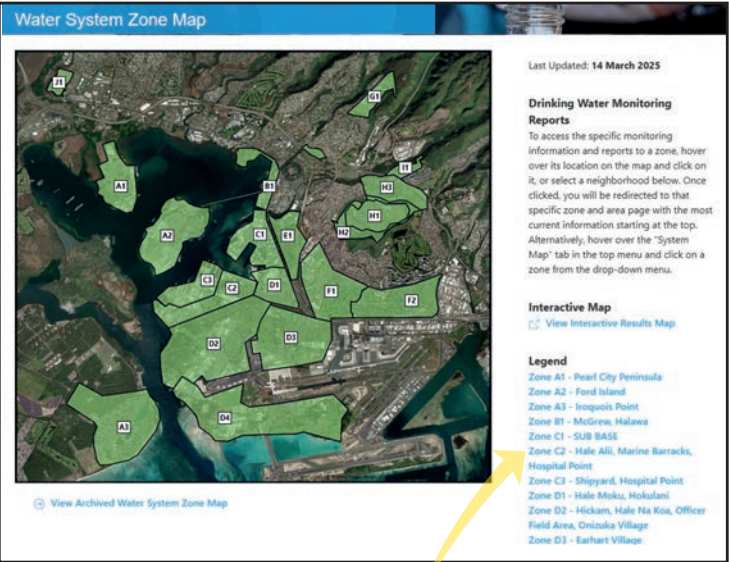 Water System Zone Map
J1
G1
I1
A1
B1
H3
H1
A2
C1
E1
H2
C3
C2
D1
F1
F2
D2
D3
D4
A3
View Archived Water System Zone Map
Last Updated: 14 March 2025
Drinking Water Monitoring
Reports
To access the specific monitoring
information and reports to a zone, hover
over its location on the map and click on
it, or select a neighborhood below. Once
clicked, you will be redirected to that
specific zone and area page with the most
current information starting at the top.
Alternatively, hover over the "System
Map" tab in the top menu and click on a
zone from the drop-down menu.
Interactive Map
View Interactive Results Map
Legend
Zone A1 - Pearl City Peninsula
Zone A2 - Ford Island
Zone A3 - Iroquois Point
Zone B1 - McGrew, Halawa
Zone C1 - SUB BASE
Zone C2 - Hale Alii, Marine Barracks,
Hospital Point
Zone C3 - Shipyard, Hospital Point
Zone D1 - Hale Moku, Hokulani
Zone D2 - Hickam, Hale Na Koa, Officer
Field Area, Onizuka Village
Zone D3 - Earhart Village